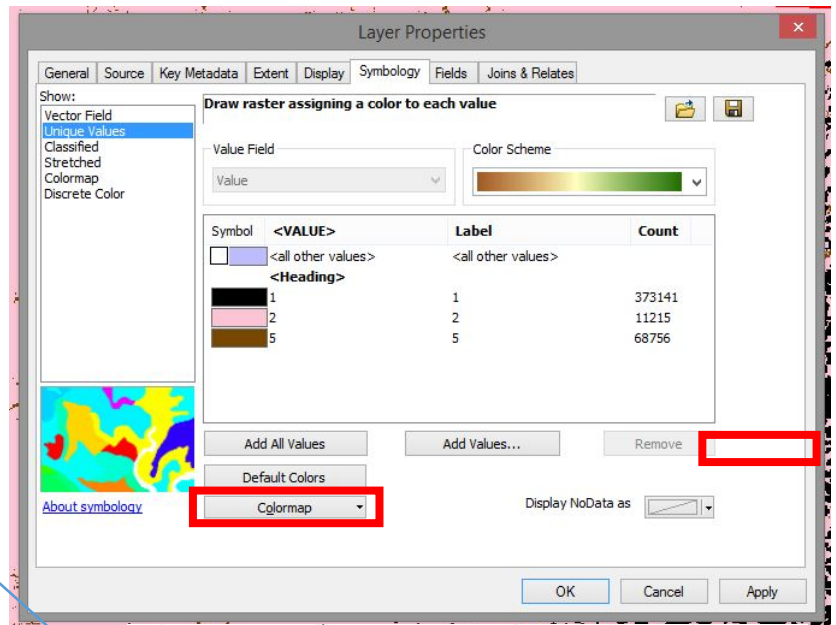 Layer Properties
General Source Key Metadata Extent Display Symbology Fields Joins & Relates
Show:
Vector Field
Unique Values
Classified
Stretched
Colormap
Discrete Color
Draw raster assigning a color to each value
Value Field
Value
Color Scheme
Symbol <VALUE> Label Count
<all other values> <all other values>
<Heading>
1 1 373141
2 2 11215
5 5 68756
Add All Values Add Values... Remove
Default Colors
About symbology
Colormap Display NoData as
OK Cancel Apply